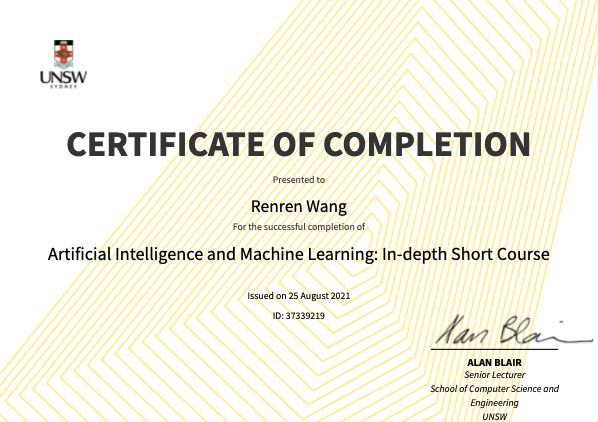 UNSW
SYDNEY
CERTIFICATE OF COMPLETION
Presented to
Renren Wang
For the successful completion of
Artificial Intelligence and Machine Learning: In-depth Short Course
Issued on 25 August 2021
ID: 37339219
Alan Blair
ALAN BLAIR
Senior Lecturer
School of Computer Science and
Engineering
UNSW